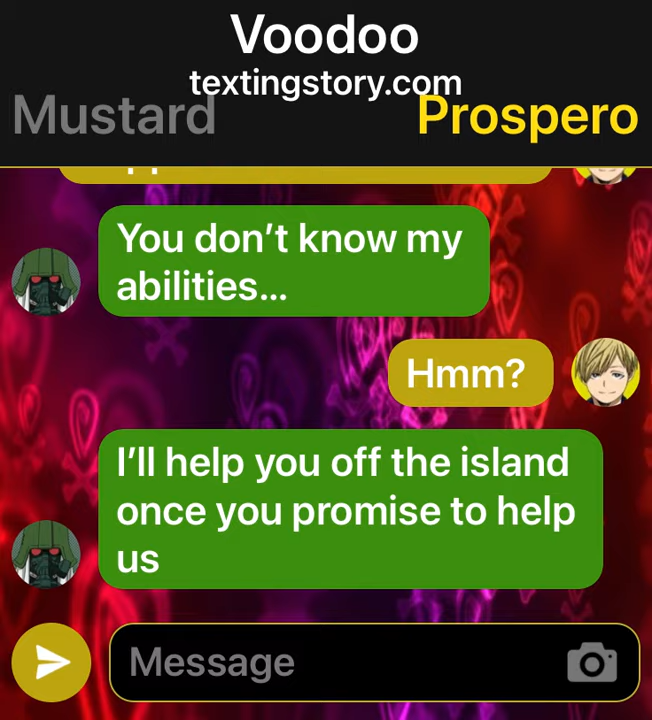 Voodoo
textingstory.com
Mustard
Prospero
You don’t know my
abilities...
Hmm?
I’ll help you off the island
once you promise to help
us
Message